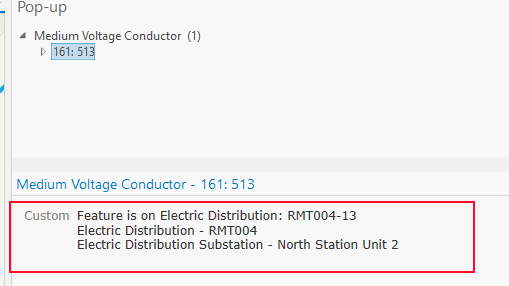 Pop-up
Medium Voltage Conductor (1)
161: 513
Medium Voltage Conductor - 161: 513
Custom Feature is on Electric Distribution: RMT004-13
Electric Distribution - RMT004
Electric Distribution Substation - North Station Unit 2